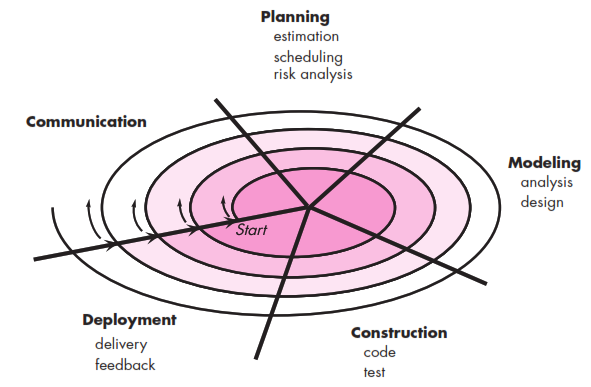 Planning
estimation
scheduling
risk analysis
Communication
Modeling
analysis
design
Start
Deployment
delivery
feedback
Construction
code
test